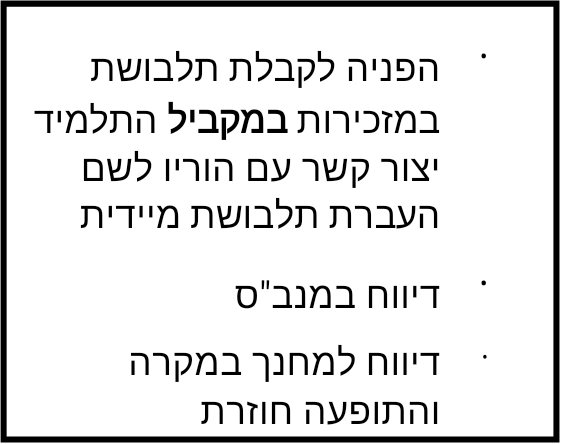 • הפניה לקבלת תלבושת
במזכירות במקביל התלמיד
יצור קשר עם הוריו לשם
העברת תלבושת מיידית
• דיווח במנב"ס
• דיווח למחנך במקרה
והתופעה חוזרת